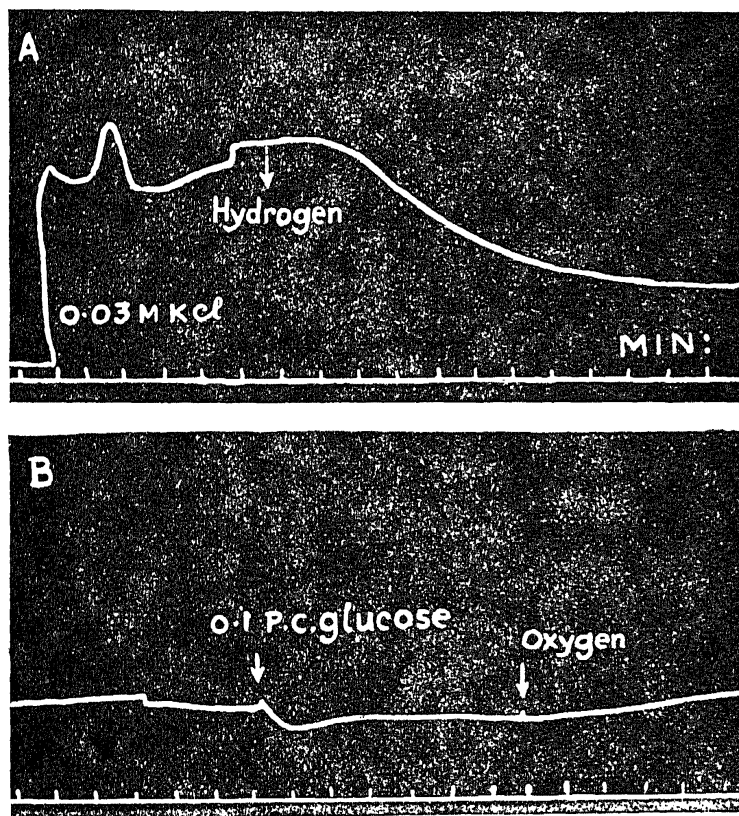 A
Hydrogen
0.03 M KCl
MIN:
B
0.1 P.C. glucose
Oxygen